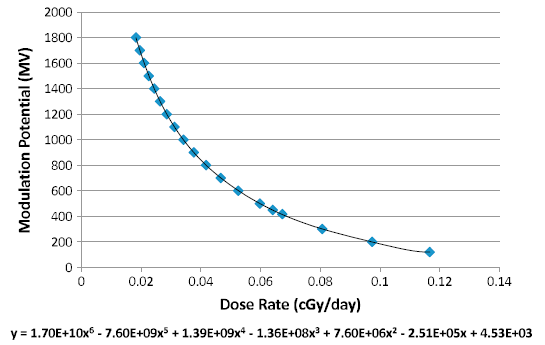 2000
1800
1600
1400
1200
1000
800
600
400
200
0
Modulation Potential (MV)
0 0.02 0.04 0.06 0.08 0.1 0.12 0.14
Dose Rate (cGy/day)
y = 1.70E+10x⁶ - 7.60E+09x⁵ + 1.39E+09x⁴ - 1.36E+08x³ + 7.60E+06x² - 2.51E+05x + 4.53E+03